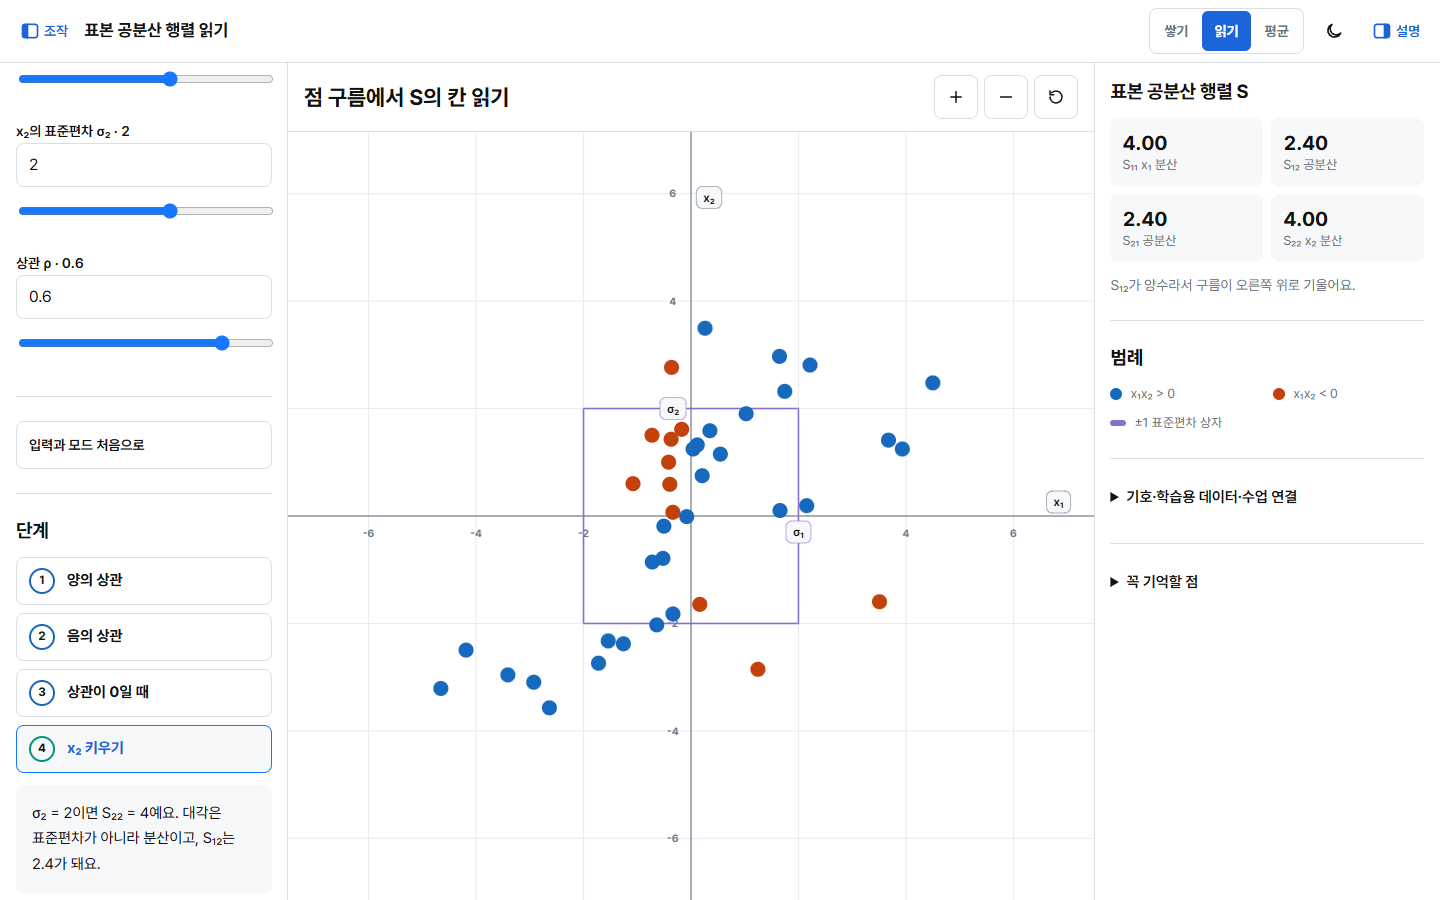 조작
표본 공분산 행렬 읽기
쌓기
읽기
평균
설명
x₂의 표준편차 σ₂ · 2
2
상관 ρ · 0.6
0.6
입력과 모드 처음으로
단계
1 양의 상관
2 음의 상관
3 상관이 0일 때
4 x₂ 키우기
σ₂ = 2이면 S₂₂ = 4예요. 대각은
표준편차가 아니라 분산이고, S₁₂는
2.4가 돼요.
점 구름에서 S의 칸 읽기
6
x₂
4
σ₂
x₁
-6
-4
-2
σ₁
4
6
-2
-4
-6
표본 공분산 행렬 S
4.00
S₁₁ x₁ 분산
2.40
S₁₂ 공분산
2.40
S₂₁ 공분산
4.00
S₂₂ x₂ 분산
S₁₂가 양수라서 구름이 오른쪽 위로 기울어요.
범례
x₁x₂ > 0
x₁x₂ < 0
±1 표준편차 상자
기호·학습용 데이터·수업 연결
꼭 기억할 점